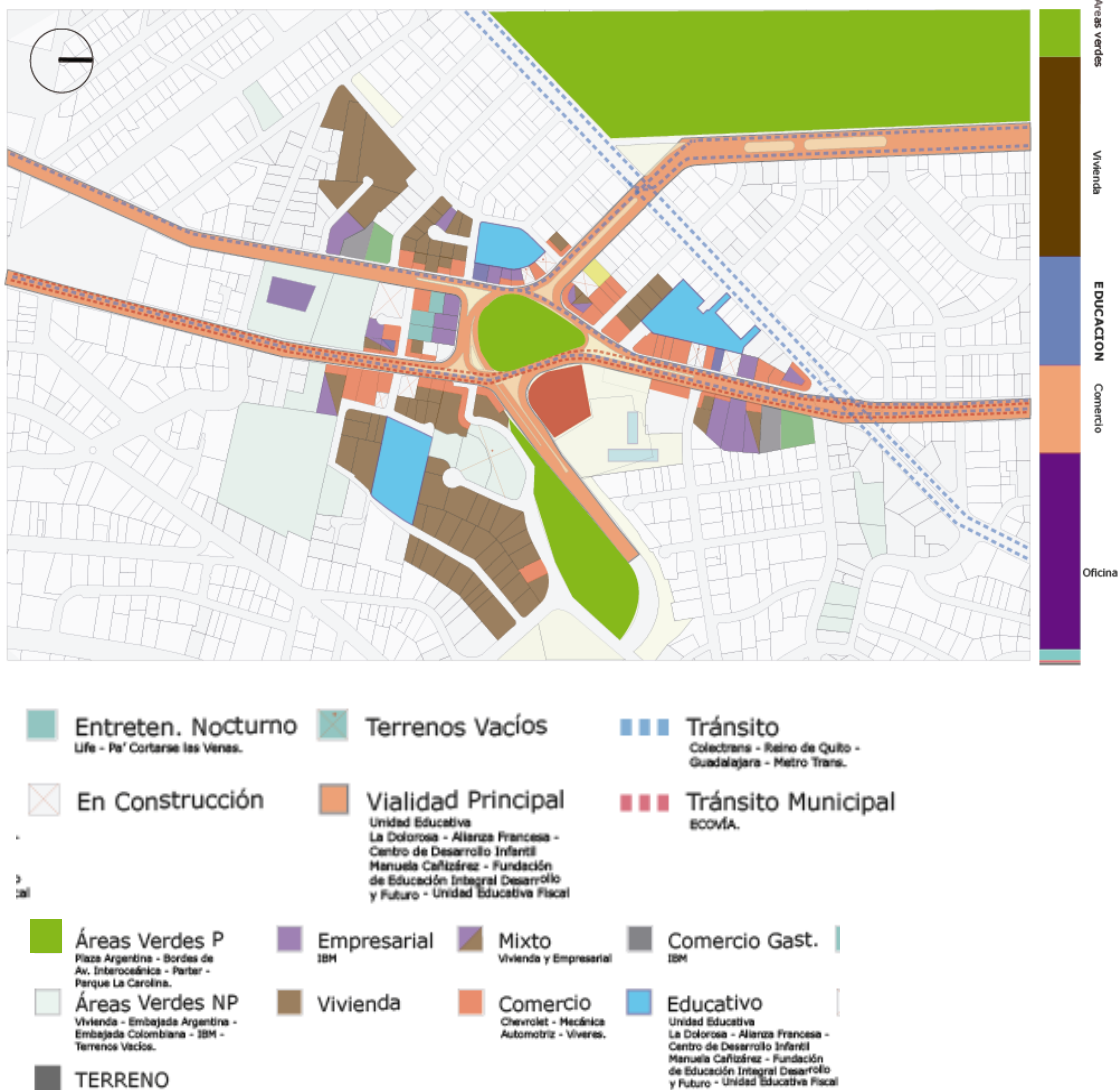 Areas verdes
Vivienda
EDUCACION
Comercio
Oficina
Entreten. Nocturno
Life - Pa' Cortarse las Venas.
Terrenos Vacíos
Tránsito
Colectrans - Reino de Quito -
Guadalajara - Metro Trans.
En Construcción
Vialidad Principal
Unidad Educativa
La Dolorosa - Alianza Francesa -
Centro de Desarrollo Infantil
Manuela Cañizárez - Fundación
de Educación Integral Desarrollo
y Futuro - Unidad Educativa Fiscal
Tránsito Municipal
ECOVÍA.
cal
Áreas Verdes P
Plaza Argentina - Bordes de
Av. Interoceánica - Parter -
Parque La Carolina.
Empresarial
IBM
Mixto
Vivienda y Empresarial
Comercio Gast.
IBM
Áreas Verdes NP
Vivienda - Embajada Argentina -
Embajada Colombiana - IBM -
Terrenos Vacíos.
Vivienda
Comercio
Chevrolet - Mecánica
Automotriz - Viveres.
Educativo
Unidad Educativa
La Dolorosa - Alianza Francesa -
Centro de Desarrollo Infantil
Manuela Cañizárez - Fundación
de Educación Integral Desarrollo
y Futuro - Unidad Educativa Fiscal
TERRENO